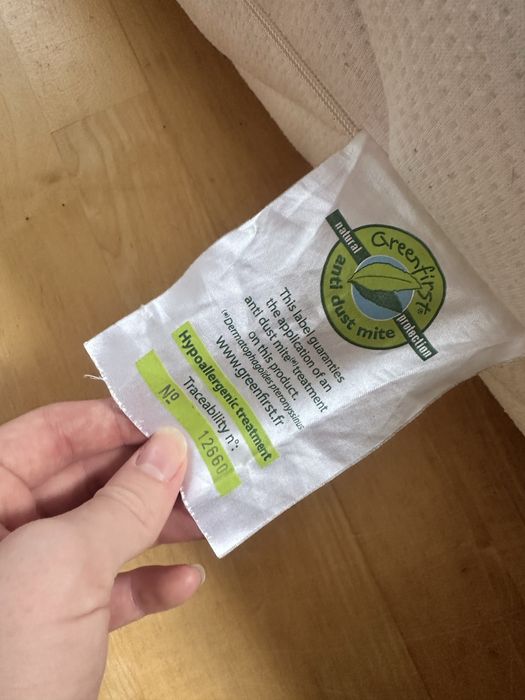 natural
Greenfirst®
anti dust mite
protection
This label guaranties
the application of an
anti dust mite(*) treatment
on this product.
(*)Dermatophagoides pteronyssinus
www.greenfirst.fr
Hypoallergenic treatment
Traceability n°:
Nº 12660